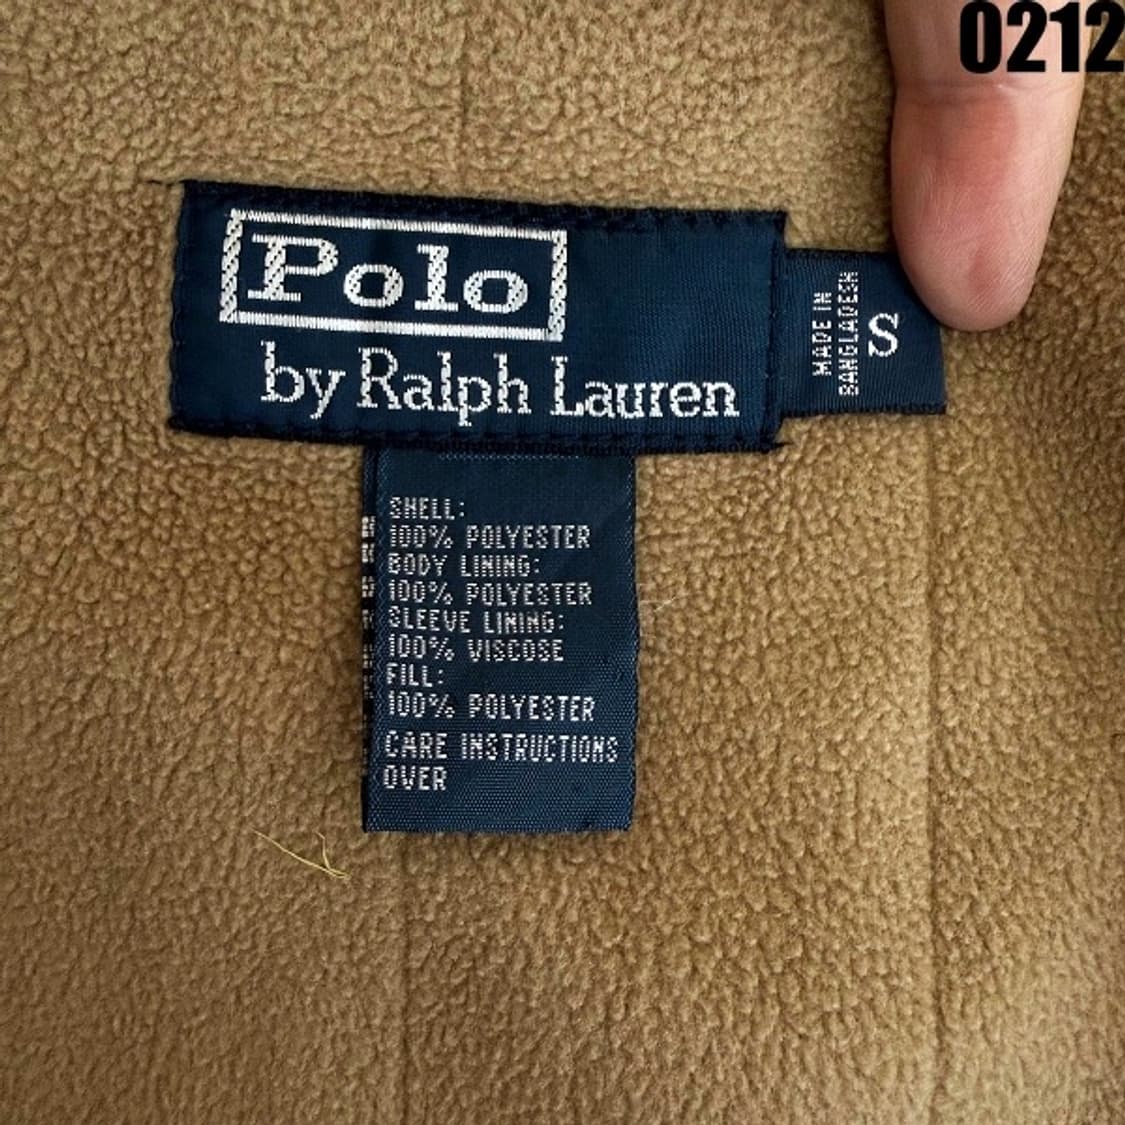 0212
Polo
by Ralph Lauren
MADE IN
BANGLADESH
S
SHELL:
100% POLYESTER
BODY LINING:
100% POLYESTER
SLEEVE LINING:
100% VISCOSE
FILL:
100% POLYESTER
CARE INSTRUCTIONS
OVER